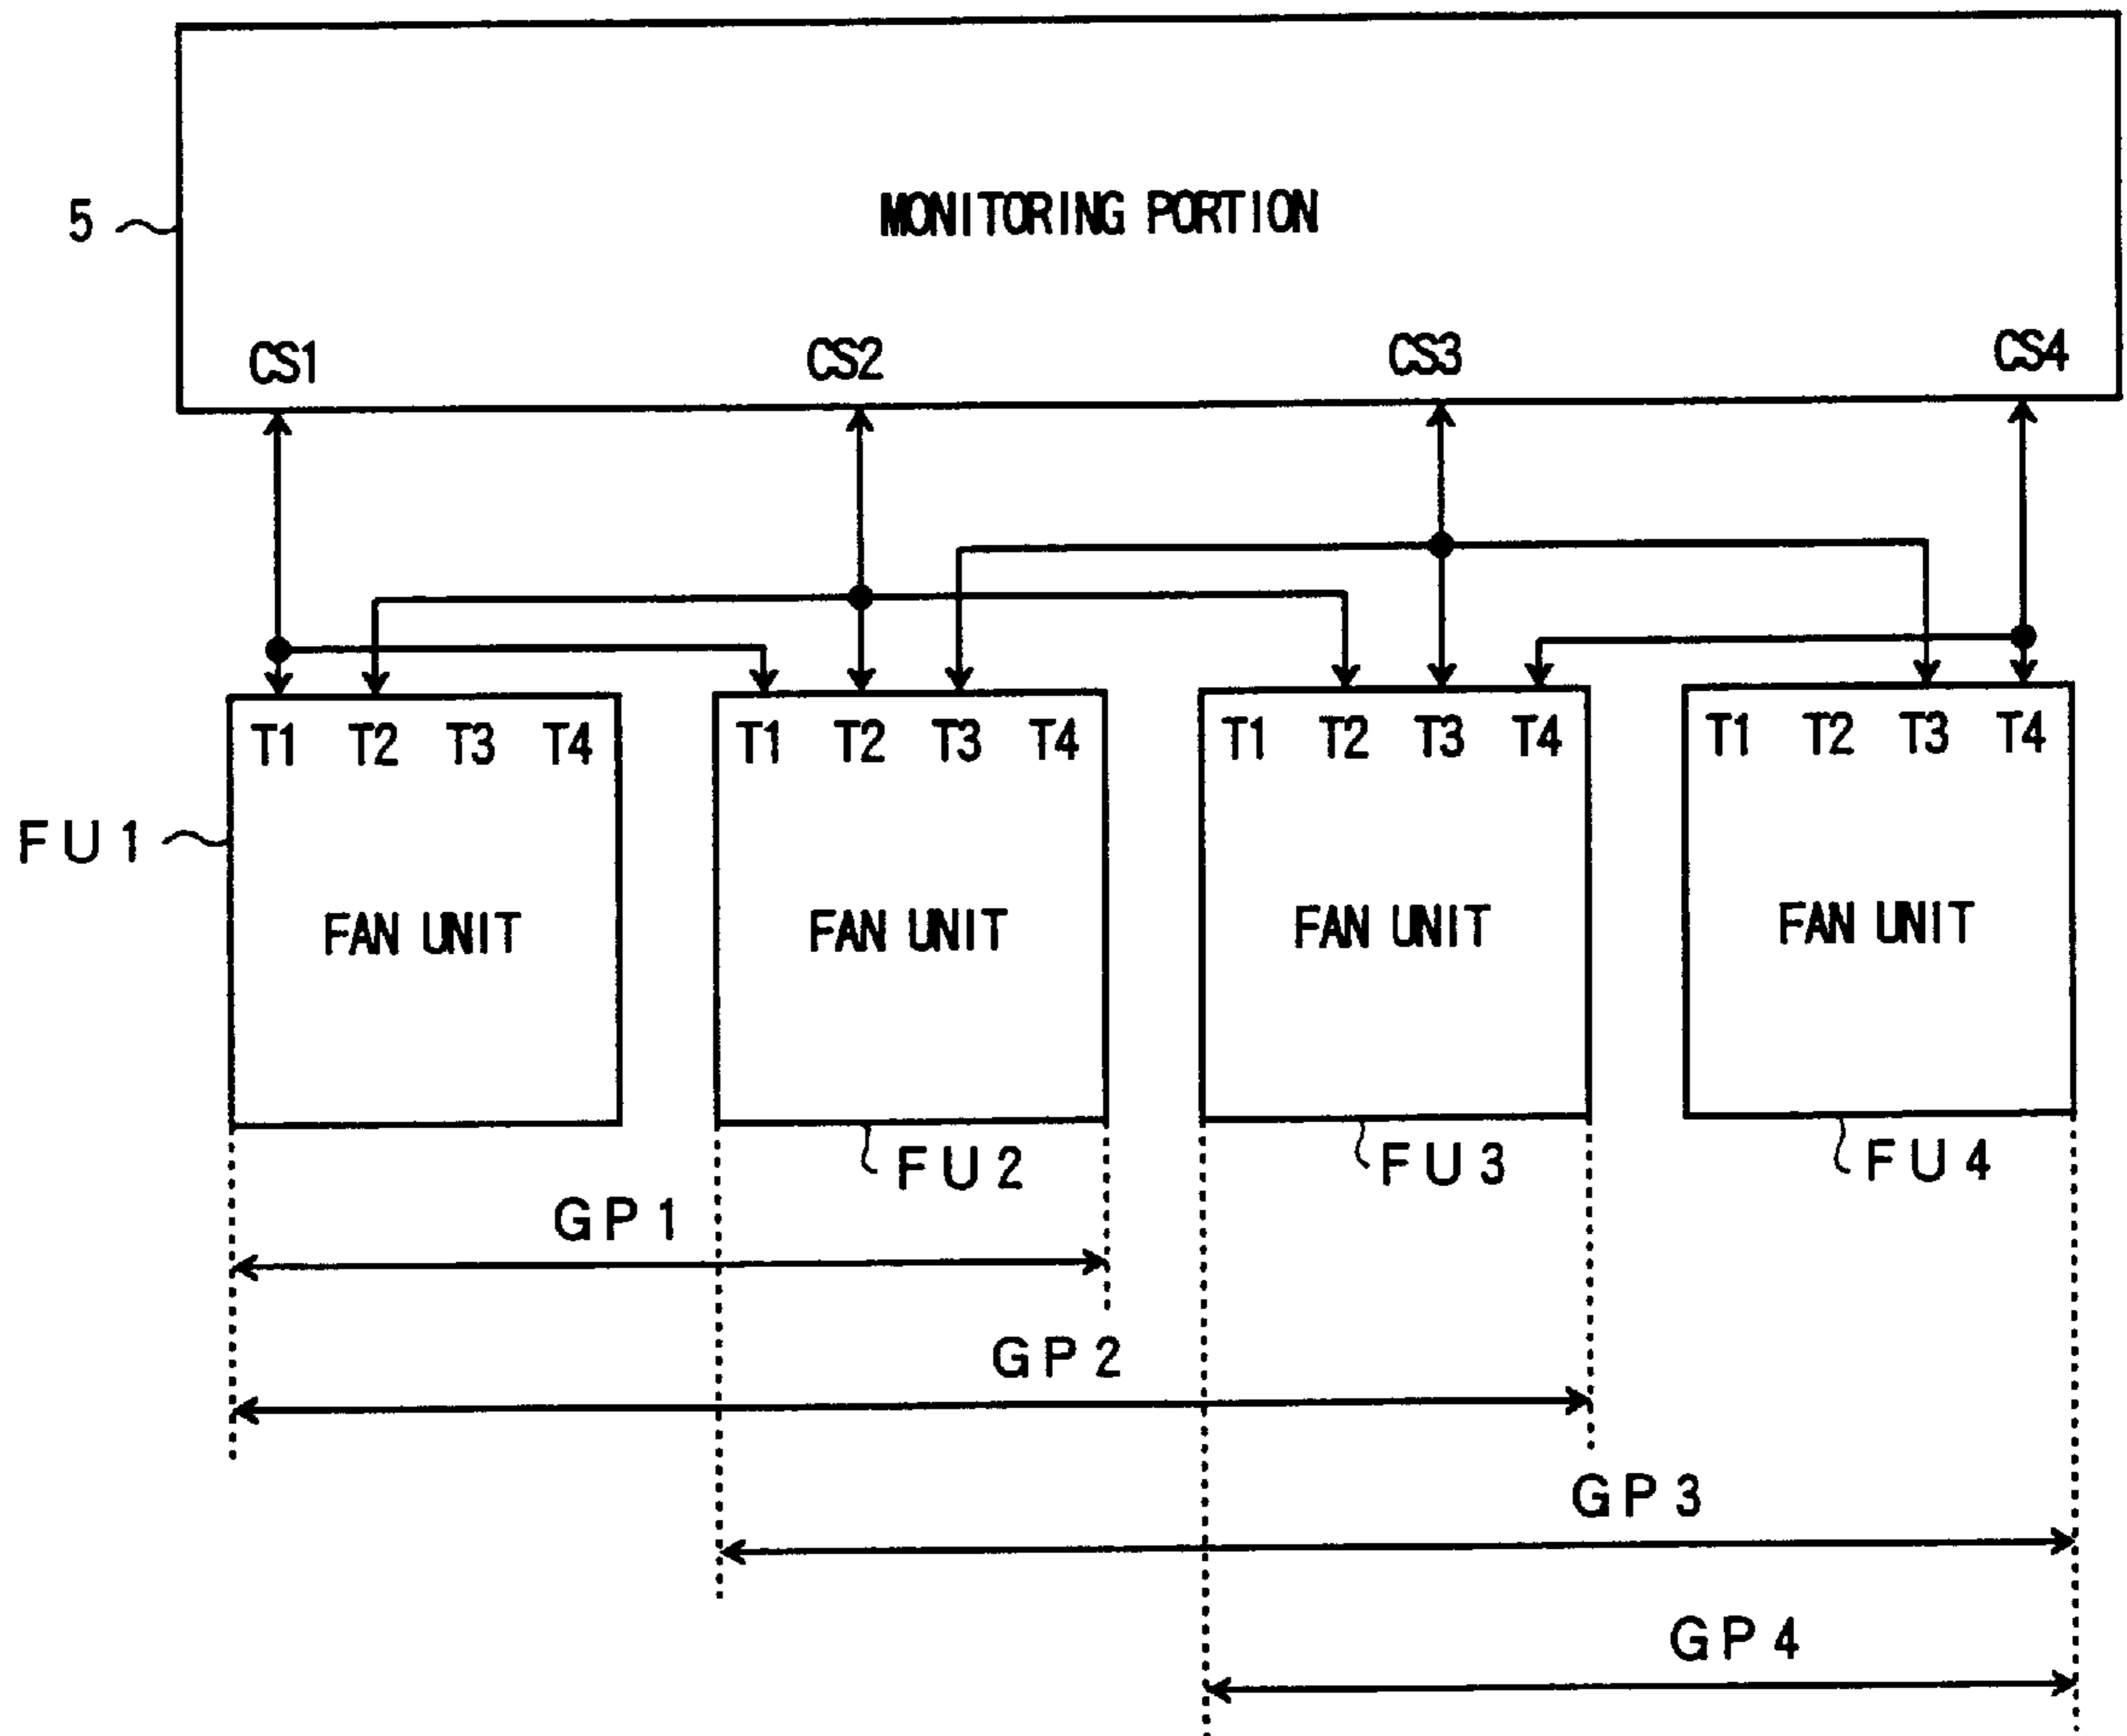 MONITORING PORTION
5
CS1 CS2 CS3 CS4
T1 T2 T3 T4 T1 T2 T3 T4 T1 T2 T3 T4 T1 T2 T3 T4
FU1
FAN UNIT FAN UNIT FAN UNIT FAN UNIT
FU2 FU3 FU4
GP1
GP2
GP3
GP4